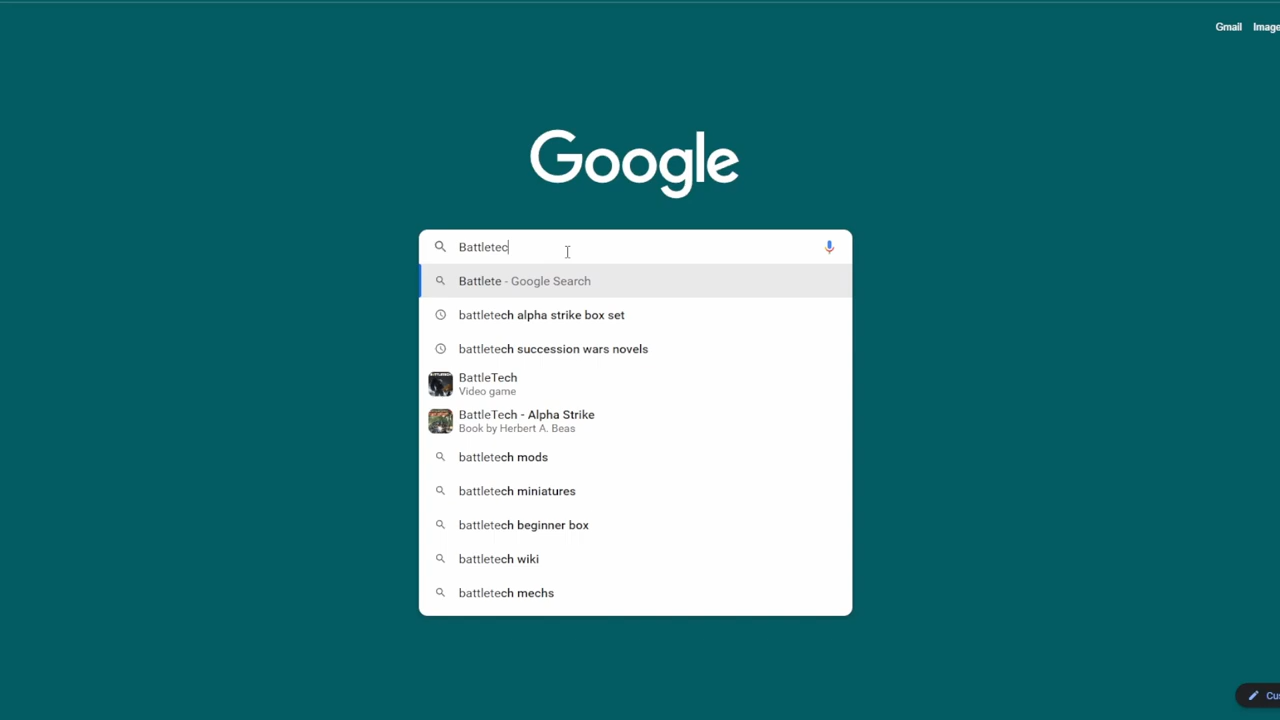 Gmail Image
Google
Battletec
Battlete - Google Search
battletech alpha strike box set
battletech succession wars novels
BattleTech
Video game
BattleTech - Alpha Strike
Book by Herbert A. Beas
battletech mods
battletech miniatures
battletech beginner box
battletech wiki
battletech mechs
Cus